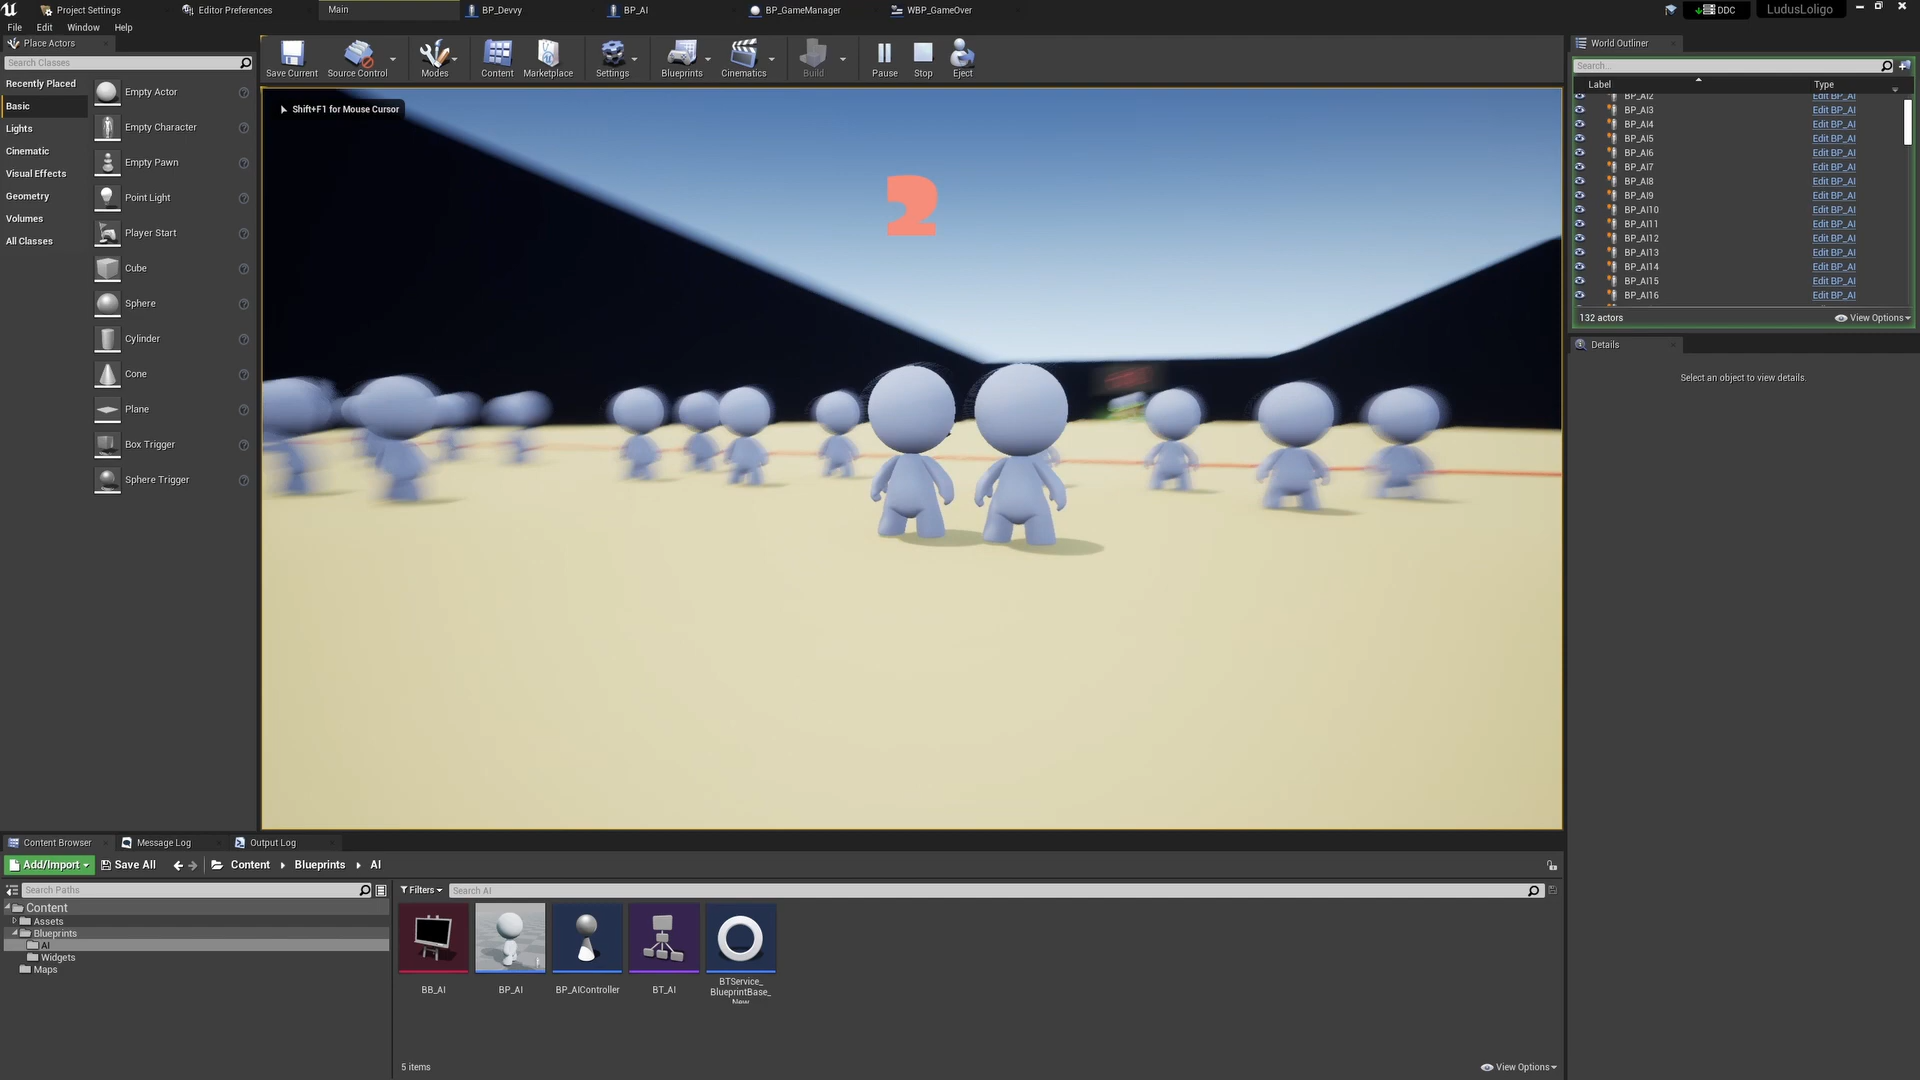 Project Settings
Editor Preferences
Main
BP_Devvy
BP_AI
BP_GameManager
WBP_GameOver
DDC
LudusLoligo
File
Edit
Window
Help
Place Actors
Search Classes
Recently Placed
Basic
Lights
Cinematic
Visual Effects
Geometry
Volumes
All Classes
Empty Actor
Empty Character
Empty Pawn
Point Light
Player Start
Cube
Sphere
Cylinder
Cone
Plane
Box Trigger
Sphere Trigger
Save Current
Source Control
Modes
Content
Marketplace
Settings
Blueprints
Cinematics
Build
Pause
Stop
Eject
Shift+F1 for Mouse Cursor
2
World Outliner
Search...
Label
Type
BP_AI2 Edit BP_AI
BP_AI3 Edit BP_AI
BP_AI4 Edit BP_AI
BP_AI5 Edit BP_AI
BP_AI6 Edit BP_AI
BP_AI7 Edit BP_AI
BP_AI8 Edit BP_AI
BP_AI9 Edit BP_AI
BP_AI10 Edit BP_AI
BP_AI11 Edit BP_AI
BP_AI12 Edit BP_AI
BP_AI13 Edit BP_AI
BP_AI14 Edit BP_AI
BP_AI15 Edit BP_AI
BP_AI16 Edit BP_AI
132 actors
View Options
Details
Select an object to view details.
Content Browser
Message Log
Output Log
Add/Import
Save All
Content
Blueprints
AI
Search Paths
Filters
Search AI
Content
Assets
Blueprints
AI
Widgets
Maps
BB_AI
BP_AI
BP_AIController
BT_AI
BTService_
BlueprintBase_
New
5 items
View Options